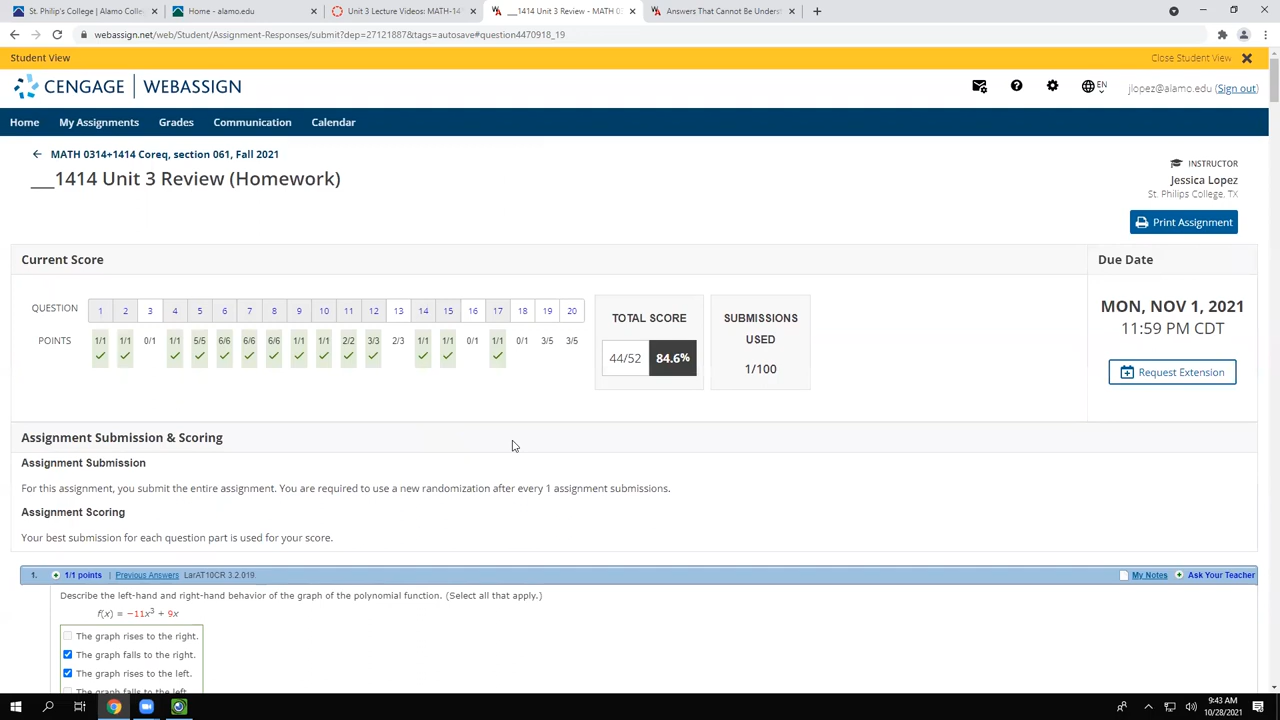 St. Philip's College | Alamo Colle
Home - alamo.edu
Unit 3 Lecture Videos: MATH-14
___1414 Unit 3 Review - MATH 03
Answers That Cannot Be Underst
webassign.net/web/Student/Assignment-Responses/submit?dep=27121887&tags=autosave#question4470918_19
Student View
Close Student View
CENGAGE | WEBASSIGN
EN
jlopez@alamo.edu (Sign out)
Home
My Assignments
Grades
Communication
Calendar
MATH 0314+1414 Coreq, section 061, Fall 2021
___1414 Unit 3 Review (Homework)
INSTRUCTOR
Jessica Lopez
St. Philips College, TX
Print Assignment
Current Score
Due Date
QUESTION 1 2 3 4 5 6 7 8 9 10 11 12 13 14 15 16 17 18 19 20
POINTS 1/1 1/1 0/1 1/1 5/5 6/6 6/6 6/6 1/1 1/1 2/2 3/3 2/3 1/1 1/1 0/1 1/1 0/1 3/5 3/5
TOTAL SCORE
44/52 84.6%
SUBMISSIONS
USED
1/100
MON, NOV 1, 2021
11:59 PM CDT
Request Extension
Assignment Submission & Scoring
Assignment Submission
For this assignment, you submit the entire assignment. You are required to use a new randomization after every 1 assignment submissions.
Assignment Scoring
Your best submission for each question part is used for your score.
1. 1/1 points | Previous Answers LarAT10CR 3.2.019.
My Notes
Ask Your Teacher
Describe the left-hand and right-hand behavior of the graph of the polynomial function. (Select all that apply.)
f(x) = −11x³ + 9x
The graph rises to the right.
The graph falls to the right.
The graph rises to the left.
The graph falls to the left.
9:43 AM
10/28/2021